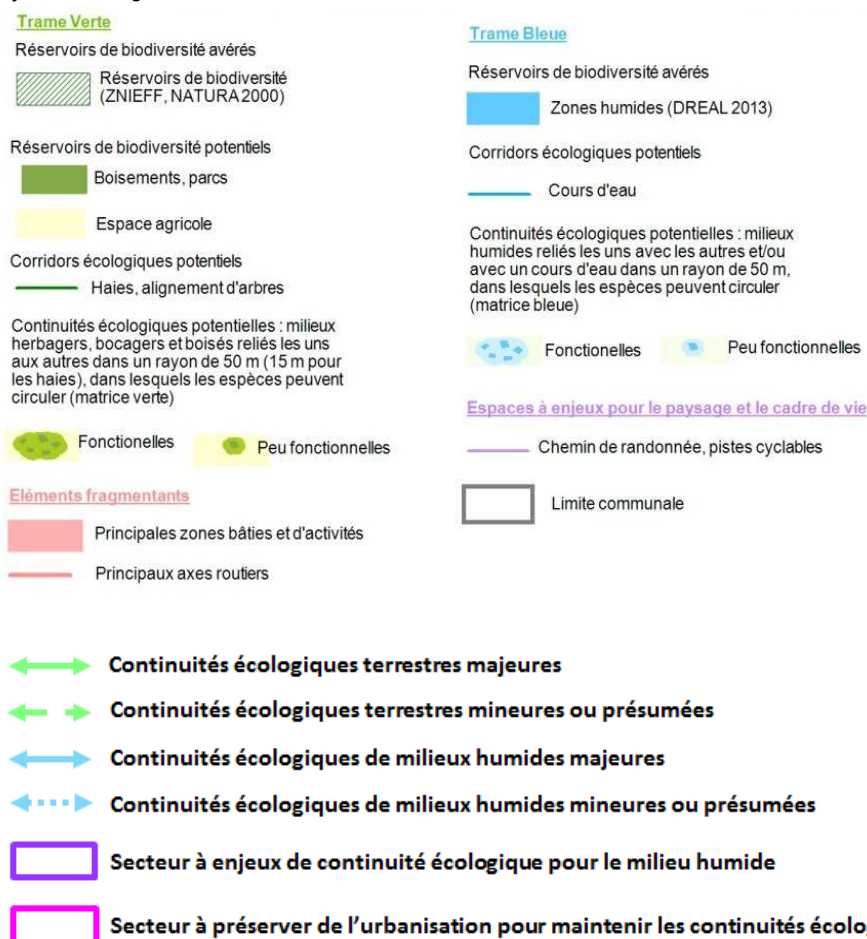 Trame Verte
Réservoirs de biodiversité avérés
Réservoirs de biodiversité
(ZNIEFF, NATURA 2000)
Réservoirs de biodiversité potentiels
Boisements, parcs
Espace agricole
Corridors écologiques potentiels
Haies, alignement d'arbres
Continuités écologiques potentielles : milieux
herbagers, bocagers et boisés reliés les uns
aux autres dans un rayon de 50 m (15 m pour
les haies), dans lesquels les espèces peuvent
circuler (matrice verte)
Fonctionelles
Peu fonctionnelles
Eléments fragmentants
Principales zones bâties et d'activités
Principaux axes routiers
Trame Bleue
Réservoirs de biodiversité avérés
Zones humides (DREAL 2013)
Corridors écologiques potentiels
Cours d'eau
Continuités écologiques potentielles : milieux
humides reliés les uns avec les autres et/ou
avec un cours d'eau dans un rayon de 50 m,
dans lesquels les espèces peuvent circuler
(matrice bleue)
Fonctionelles
Peu fonctionnelles
Espaces à enjeux pour le paysage et le cadre de vie
Chemin de randonnée, pistes cyclables
Limite communale
Continuités écologiques terrestres majeures
Continuités écologiques terrestres mineures ou présumées
Continuités écologiques de milieux humides majeures
Continuités écologiques de milieux humides mineures ou présumées
Secteur à enjeux de continuité écologique pour le milieu humide
Secteur à préserver de l'urbanisation pour maintenir les continuités écolo